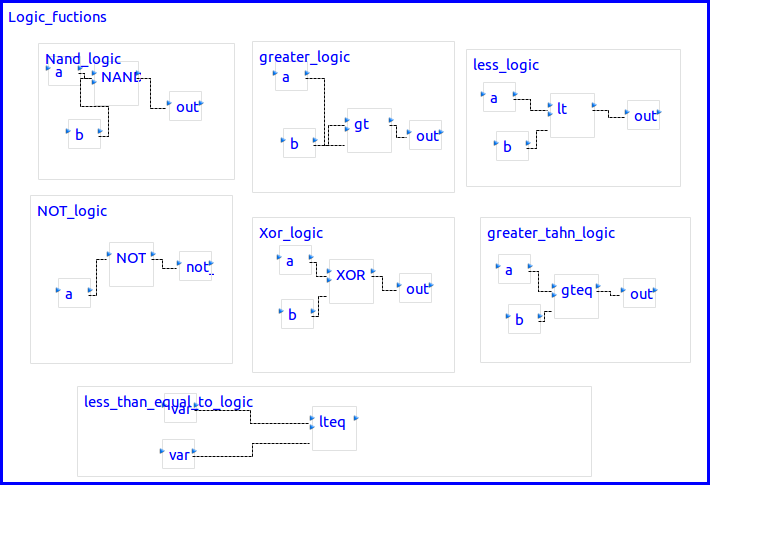 Logic_fuctions
Nand_logic
a
NAND
out
b
greater_logic
a
gt
b
out
less_logic
a
lt
out
b
NOT_logic
NOT
not_
a
Xor_logic
a
XOR
out
b
greater_tahn_logic
a
gteq
out
b
less_than_equal_to_logic
var
lteq
var